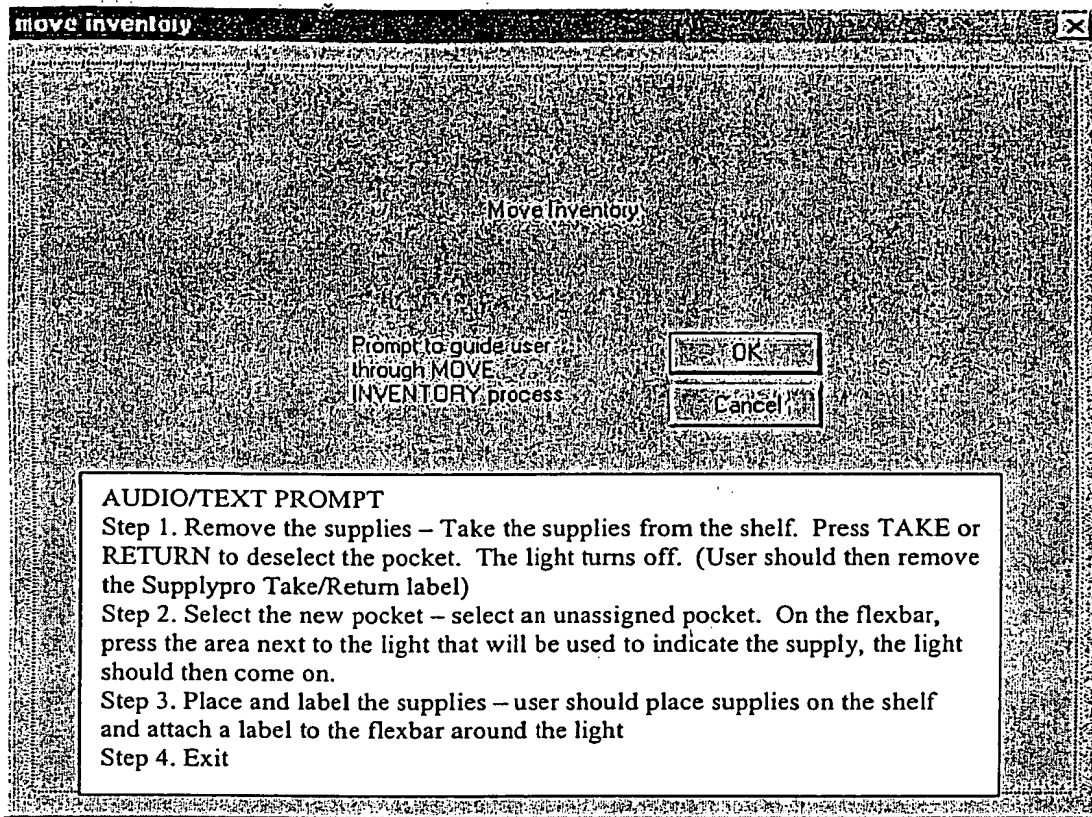 move inventory
Move Inventory
Prompt to guide user
through MOVE
INVENTORY process
OK
Cancel
AUDIO/TEXT PROMPT
Step 1. Remove the supplies – Take the supplies from the shelf. Press TAKE or
RETURN to deselect the pocket. The light turns off. (User should then remove
the Supplypro Take/Return label)
Step 2. Select the new pocket – select an unassigned pocket. On the flexbar,
press the area next to the light that will be used to indicate the supply, the light
should then come on.
Step 3. Place and label the supplies – user should place supplies on the shelf
and attach a label to the flexbar around the light
Step 4. Exit